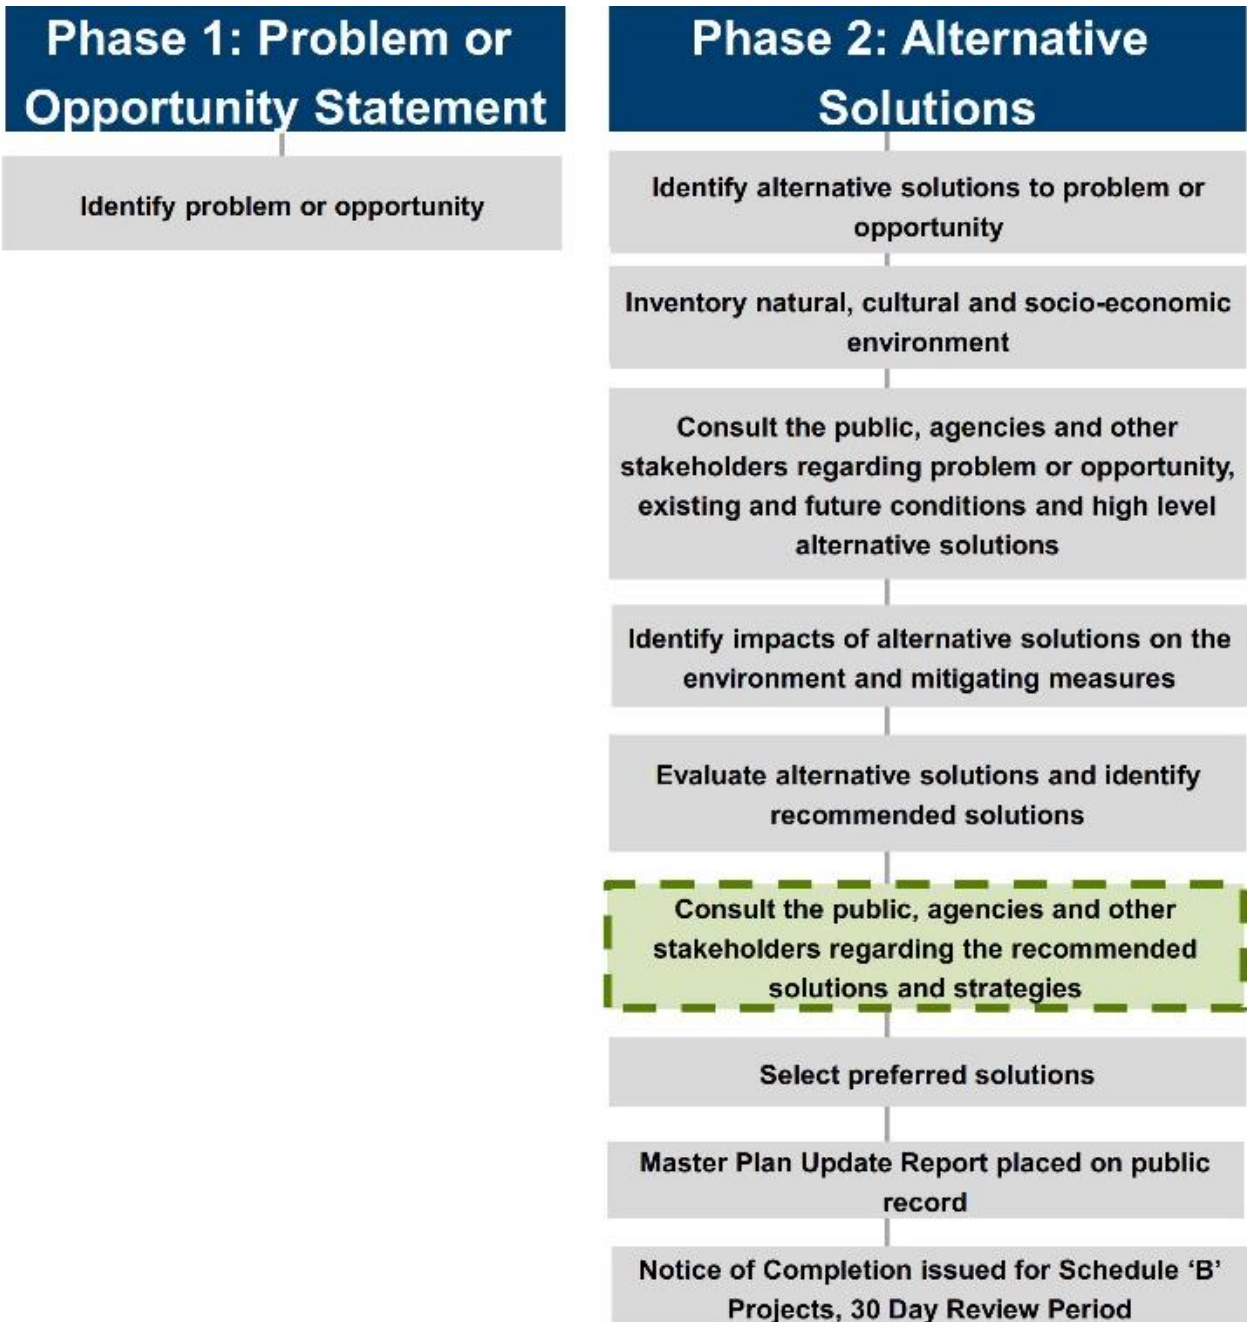 Phase 1: Problem or
Opportunity Statement
Identify problem or opportunity
Phase 2: Alternative
Solutions
Identify alternative solutions to problem or
opportunity
Inventory natural, cultural and socio-economic
environment
Consult the public, agencies and other
stakeholders regarding problem or opportunity,
existing and future conditions and high level
alternative solutions
Identify impacts of alternative solutions on the
environment and mitigating measures
Evaluate alternative solutions and identify
recommended solutions
Consult the public, agencies and other
stakeholders regarding the recommended
solutions and strategies
Select preferred solutions
Master Plan Update Report placed on public
record
Notice of Completion issued for Schedule ‘B’
Projects, 30 Day Review Period